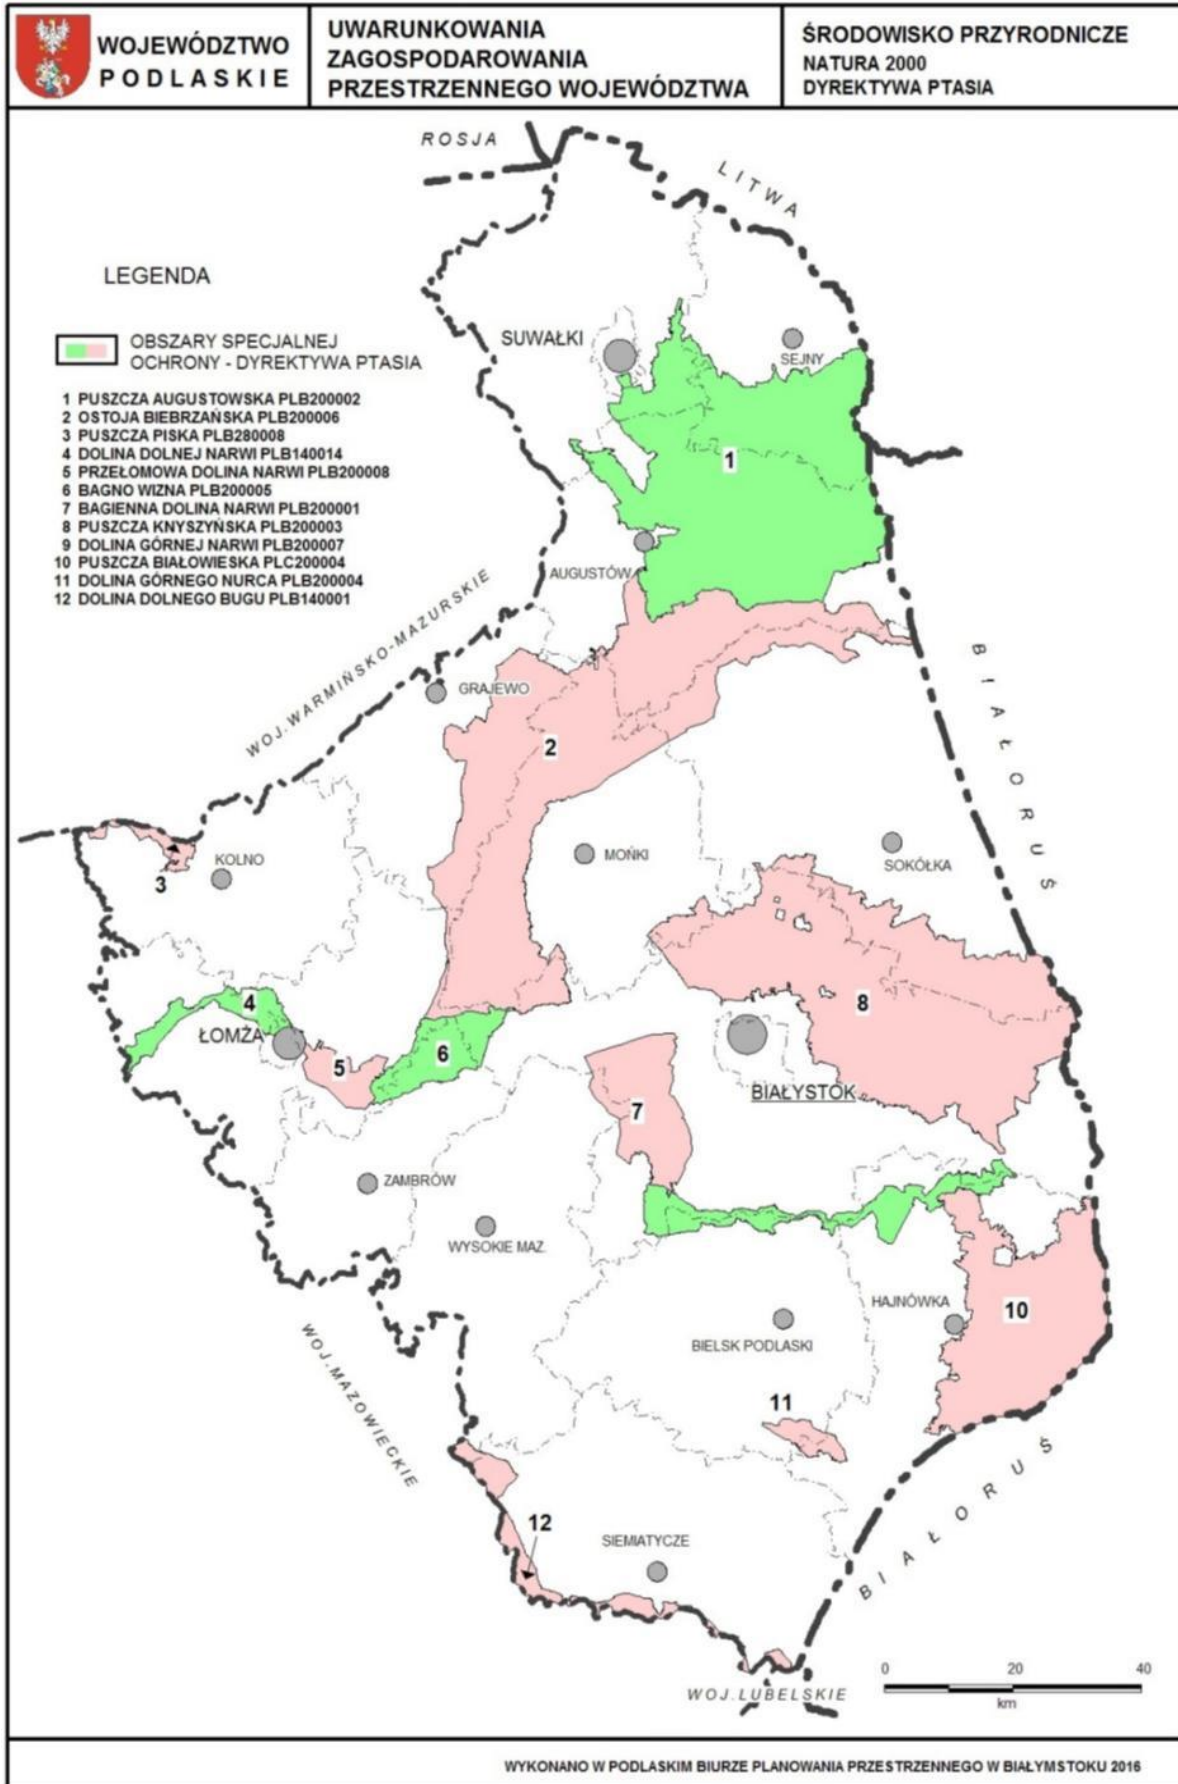 WOJEWÓDZTWO
PODLASKIE
UWARUNKOWANIA
ZAGOSPODAROWANIA
PRZESTRZENNEGO WOJEWÓDZTWA
ŚRODOWISKO PRZYRODNICZE
NATURA 2000
DYREKTYWA PTASIA
ROSJA
LITWA
LEGENDA
OBSZARY SPECJALNEJ
OCHRONY - DYREKTYWA PTASIA
1 PUSZCZA AUGUSTOWSKA PLB200002
2 OSTOJA BIEBRZAŃSKA PLB200006
3 PUSZCZA PISKA PLB280008
4 DOLINA DOLNEJ NARWI PLB140014
5 PRZEŁOMOWA DOLINA NARWI PLB200008
6 BAGNO WIZNA PLB200005
7 BAGIENNA DOLINA NARWI PLB200001
8 PUSZCZA KNYSZYŃSKA PLB200003
9 DOLINA GÓRNEJ NARWI PLB200007
10 PUSZCZA BIAŁOWIESKA PLC200004
11 DOLINA GÓRNEGO NURCA PLB200004
12 DOLINA DOLNEGO BUGU PLB140001
SUWAŁKI
SEJNY
1
AUGUSTÓW
WOJ.WARMIŃSKO-MAZURSKIE
BIAŁORUŚ
GRAJEWO
2
KOLNO
3
MOŃKI
SOKÓŁKA
4
ŁOMŻA
5
6
8
7
BIAŁYSTOK
ZAMBRÓW
WYSOKIE MAZ.
HAJNÓWKA
10
BIELSK PODLASKI
WOJ.MAZOWIECKIE
11
BIAŁORUŚ
12
SIEMIATYCZE
WOJ.LUBELSKIE
0 20 40
km
WYKONANO W PODLASKIM BIURZE PLANOWANIA PRZESTRZENNEGO W BIAŁYMSTOKU 2016